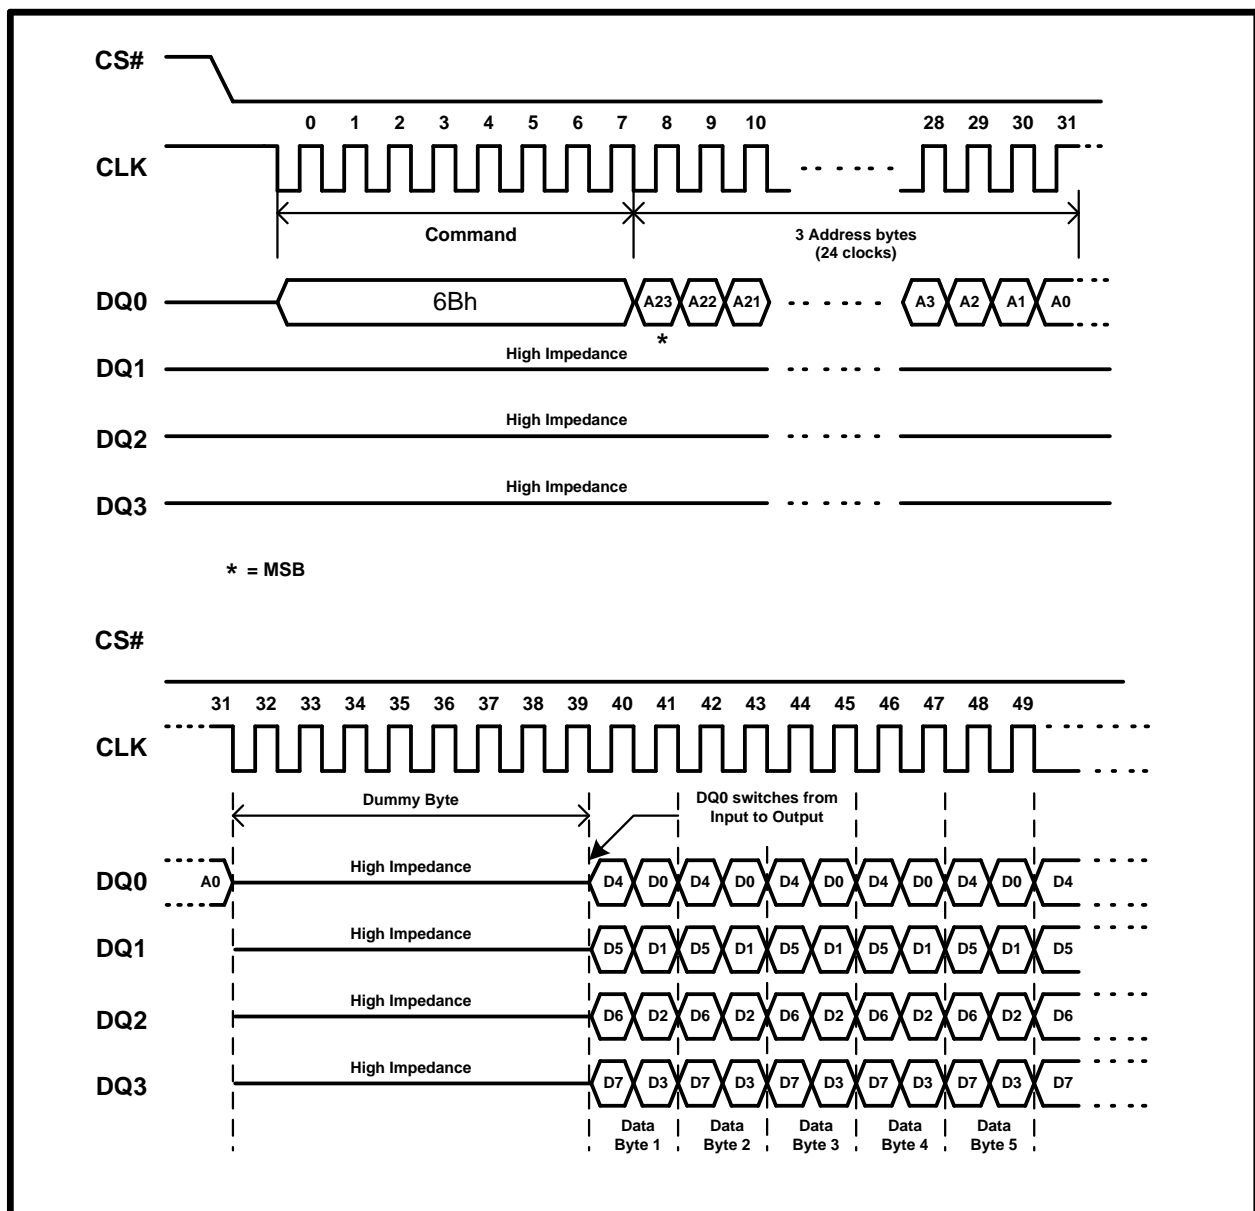 CS#
0 1 2 3 4 5 6 7 8 9 10 28 29 30 31
CLK
Command
3 Address bytes
(24 clocks)
DQ0 6Bh A23 A22 A21 A3 A2 A1 A0
*
High Impedance
DQ1
High Impedance
DQ2
High Impedance
DQ3
* = MSB
CS#
31 32 33 34 35 36 37 38 39 40 41 42 43 44 45 46 47 48 49
CLK
Dummy Byte
DQ0 switches from
Input to Output
High Impedance
DQ0 A0 D4 D0 D4 D0 D4 D0 D4 D0 D4 D0 D4
High Impedance
DQ1 D5 D1 D5 D1 D5 D1 D5 D1 D5 D1 D5
High Impedance
DQ2 D6 D2 D6 D2 D6 D2 D6 D2 D6 D2 D6
High Impedance
DQ3 D7 D3 D7 D3 D7 D3 D7 D3 D7 D3 D7
Data Data Data Data Data
Byte 1 Byte 2 Byte 3 Byte 4 Byte 5